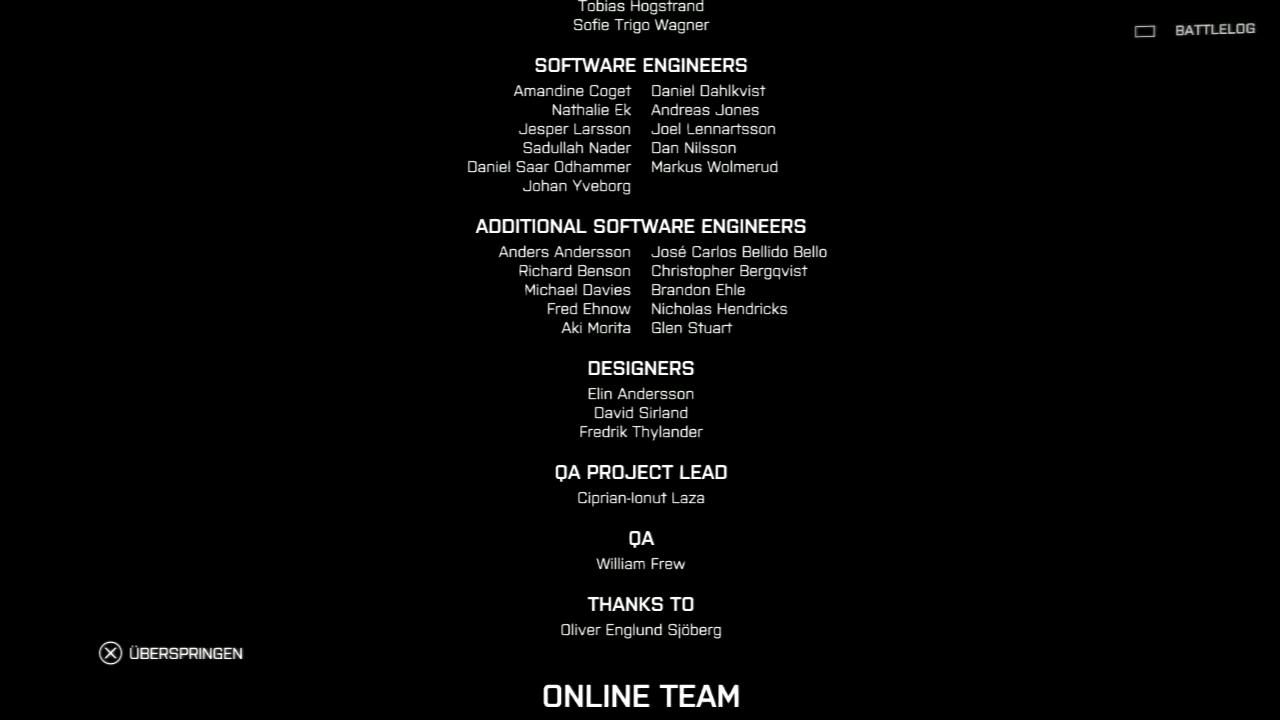 Tobias Hogstrand
Sofie Trigo Wagner
BATTLELOG
SOFTWARE ENGINEERS
Amandine Coget Daniel Dahlkvist
Nathalie Ek Andreas Jones
Jesper Larsson Joel Lennartsson
Sadullah Nader Dan Nilsson
Daniel Saar Odhammer Markus Wolmerud
Johan Yveborg
ADDITIONAL SOFTWARE ENGINEERS
Anders Andersson José Carlos Bellido Bello
Richard Benson Christopher Bergqvist
Michael Davies Brandon Ehle
Fred Ehnow Nicholas Hendricks
Aki Morita Glen Stuart
DESIGNERS
Elin Andersson
David Sirland
Fredrik Thylander
QA PROJECT LEAD
Ciprian-Ionut Laza
QA
William Frew
THANKS TO
Oliver Englund Sjöberg
ÜBERSPRINGEN
ONLINE TEAM